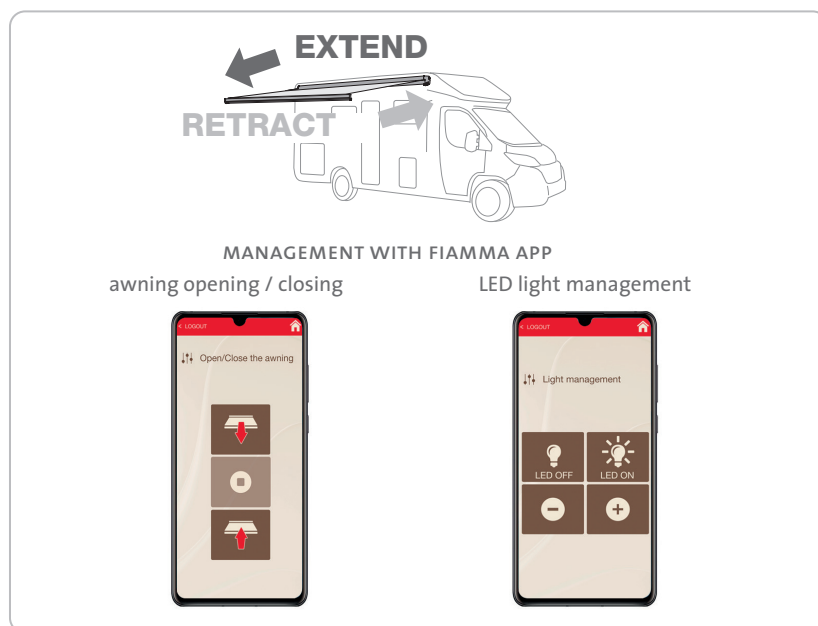 EXTEND
RETRACT
MANAGEMENT WITH FIAMMA APP
awning opening / closing
LED light management
< LOGOUT
Open/Close the awning
< LOGOUT
Light management
LED OFF
LED ON